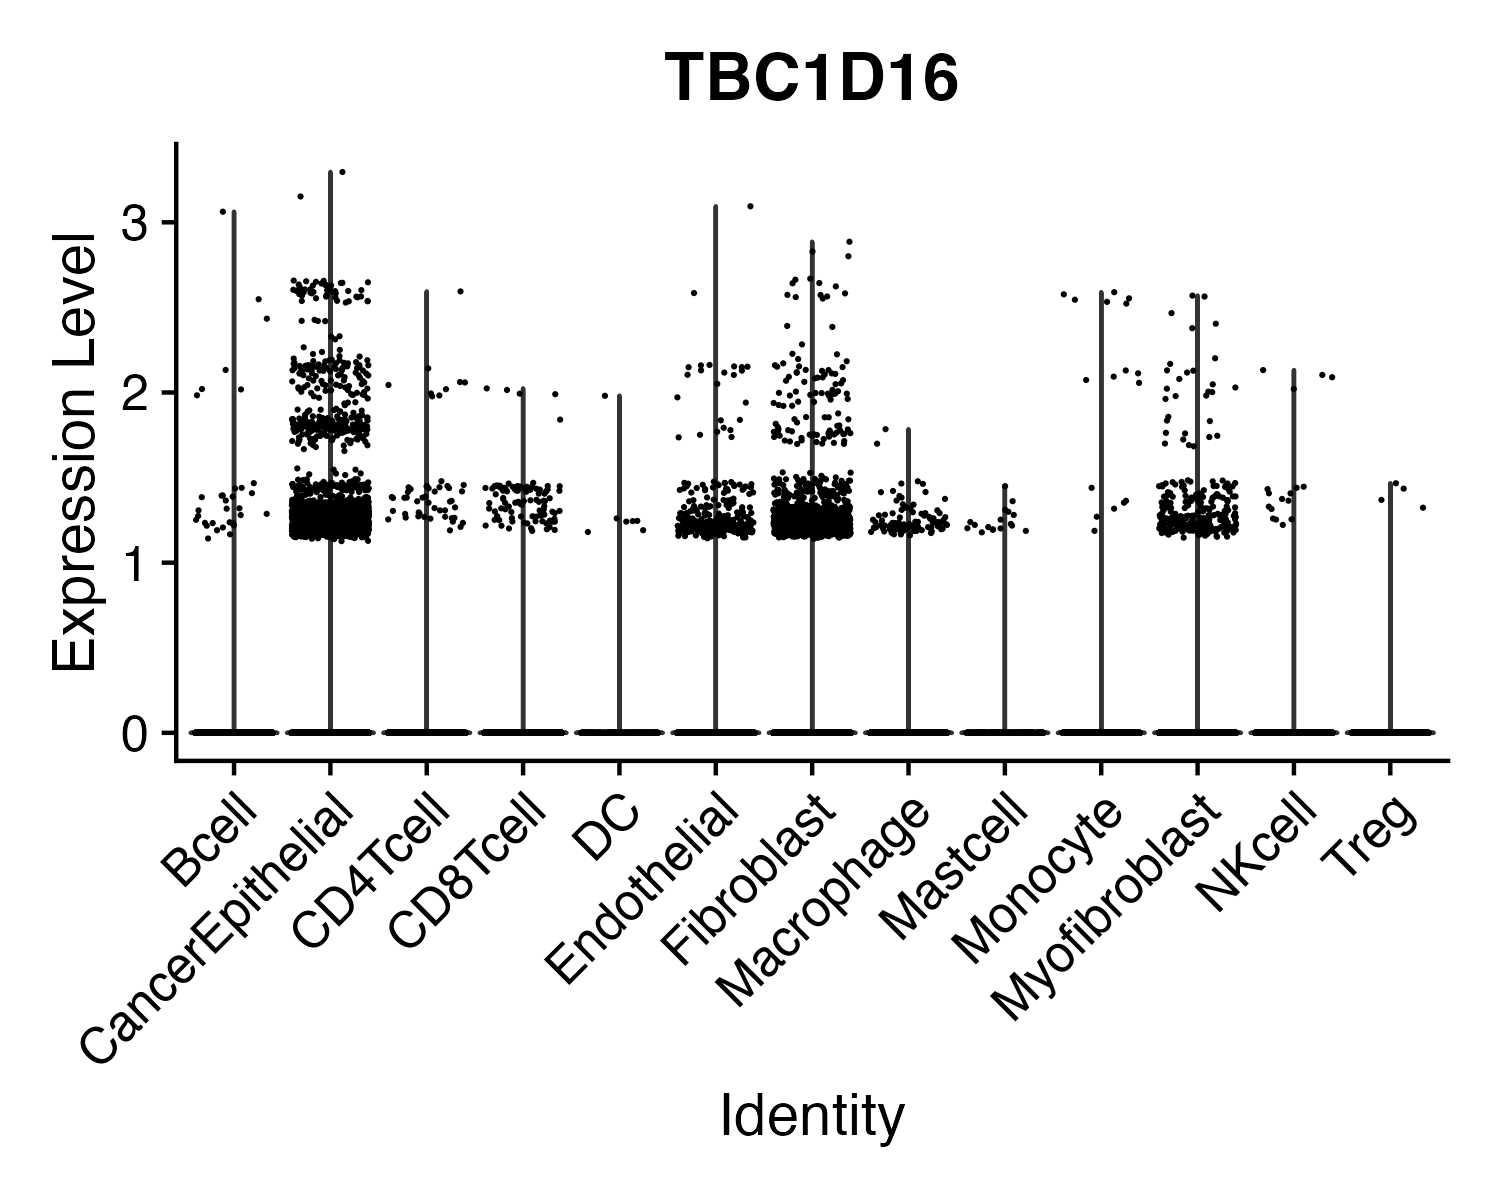 TBC1D16
Expression Level
3
2
1
0
Bcell
CancerEpithelial
CD4Tcell
CD8Tcell
DC
Endothelial
Fibroblast
Macrophage
Mastcell
Monocyte
Myofibroblast
NKcell
Treg
Identity